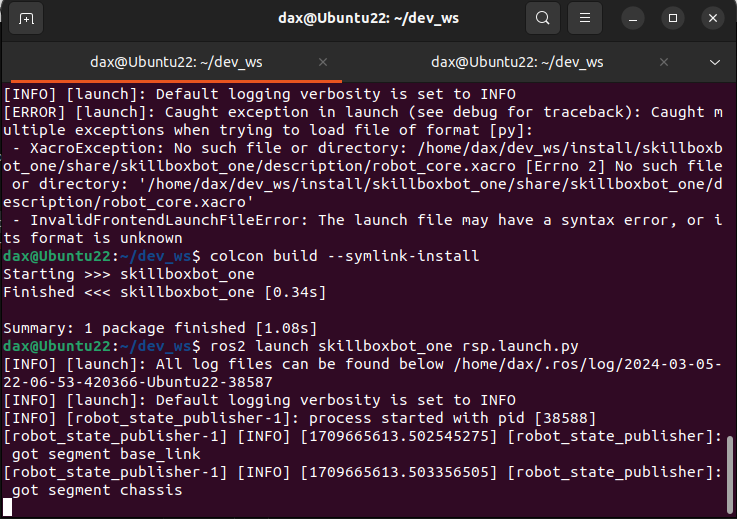 dax@Ubuntu22: ~/dev_ws
dax@Ubuntu22: ~/dev_ws
dax@Ubuntu22: ~/dev_ws
[INFO] [launch]: Default logging verbosity is set to INFO
[ERROR] [launch]: Caught exception in launch (see debug for traceback): Caught m
ultiple exceptions when trying to load file of format [py]:
 - XacroException: No such file or directory: /home/dax/dev_ws/install/skillboxb
ot_one/share/skillboxbot_one/description/robot_core.xacro [Errno 2] No such file
 or directory: '/home/dax/dev_ws/install/skillboxbot_one/share/skillboxbot_one/d
escription/robot_core.xacro'
 - InvalidFrontendLaunchFileError: The launch file may have a syntax error, or i
ts format is unknown
dax@Ubuntu22:~/dev_ws$ colcon build --symlink-install
Starting >>> skillboxbot_one
Finished <<< skillboxbot_one [0.34s]
Summary: 1 package finished [1.08s]
dax@Ubuntu22:~/dev_ws$ ros2 launch skillboxbot_one rsp.launch.py
[INFO] [launch]: All log files can be found below /home/dax/.ros/log/2024-03-05-
22-06-53-420366-Ubuntu22-38587
[INFO] [launch]: Default logging verbosity is set to INFO
[INFO] [robot_state_publisher-1]: process started with pid [38588]
[robot_state_publisher-1] [INFO] [1709665613.502545275] [robot_state_publisher]:
 got segment base_link
[robot_state_publisher-1] [INFO] [1709665613.503356505] [robot_state_publisher]:
 got segment chassis